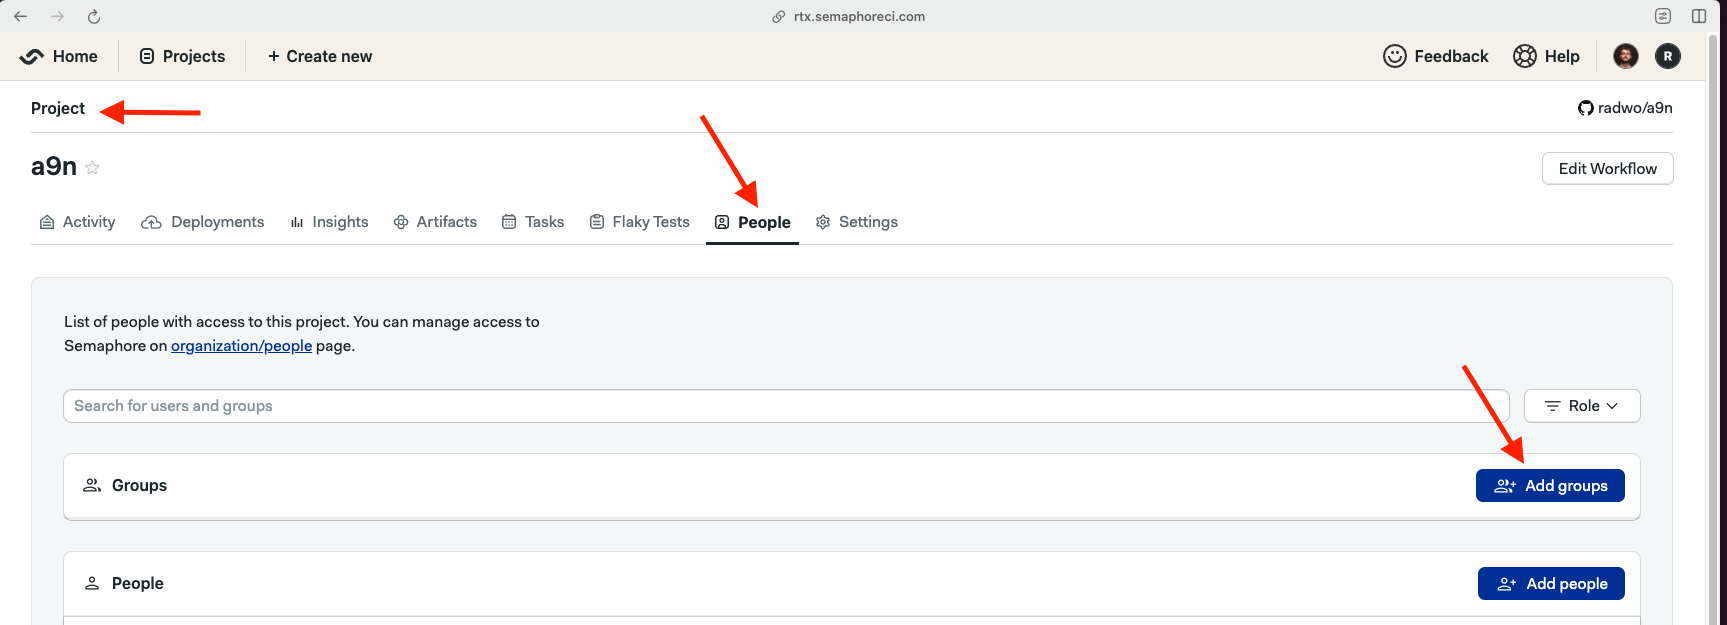 rtx.semaphoreci.com
Home Projects + Create new Feedback Help R
Project radwo/a9n
a9n Edit Workflow
Activity Deployments Insights Artifacts Tasks Flaky Tests People Settings
List of people with access to this project. You can manage access to
Semaphore on organization/people page.
Search for users and groups Role
Groups Add groups
People Add people